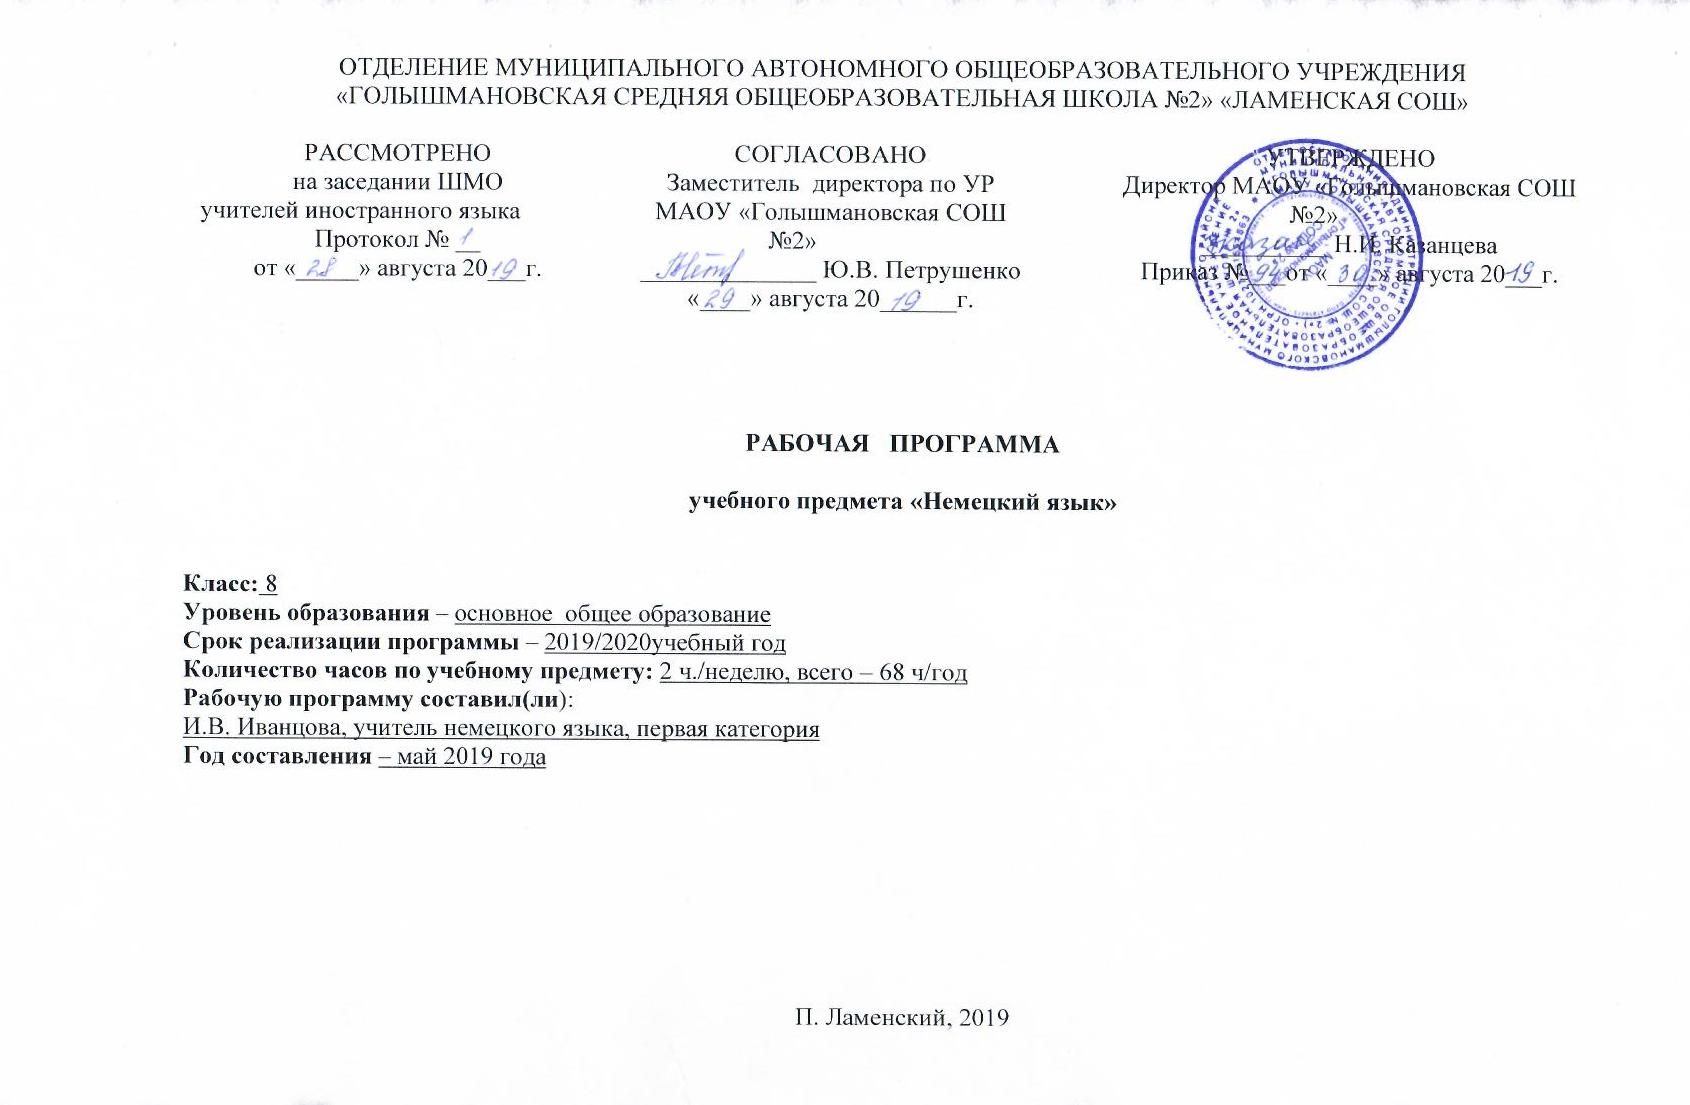 ОТДЕЛЕНИЕ МУНИЦИПАЛЬНОГО АВТОНОМНОГО ОБЩЕОБРАЗОВАТЕЛЬНОГО УЧРЕЖДЕНИЯ
«ГОЛЫШМАНОВСКАЯ СРЕДНЯЯ ОБЩЕОБРАЗОВАТЕЛЬНАЯ ШКОЛА №2» «ЛАМЕНСКАЯ СОШ»
РАССМОТРЕНО
на заседании ШМО
учителей иностранного языка
Протокол № 1
от «28» августа 2019 г.
СОГЛАСОВАНО
Заместитель директора по УР
МАОУ «Голышмановская СОШ
№2»
Ю.В. Петрушенко
«29» августа 2019 г.
УТВЕРЖДЕНО
Директор МАОУ «Голышмановская СОШ
№2»
Н.И. Казанцева
Приказ № 94 от «30» августа 2019 г.
РАБОЧАЯ ПРОГРАММА
учебного предмета «Немецкий язык»
Класс: 8
Уровень образования – основное общее образование
Срок реализации программы – 2019/2020учебный год
Количество часов по учебному предмету: 2 ч./неделю, всего – 68 ч/год
Рабочую программу составил(ли):
И.В. Иванцова, учитель немецкого языка, первая категория
Год составления – май 2019 года
П. Ламенский, 2019